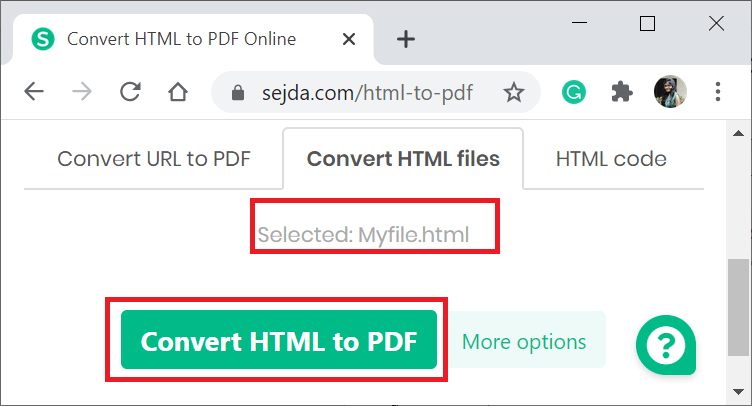 S Convert HTML to PDF Online
sejda.com/html-to-pdf G
Convert URL to PDF Convert HTML files HTML code
Selected: Myfile.html
Convert HTML to PDF More options ?